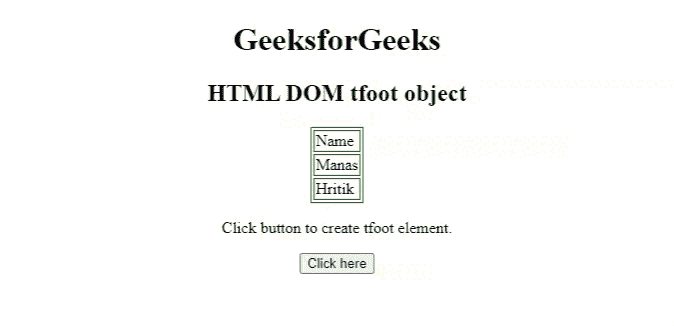 GeeksforGeeks
HTML DOM tfoot object
Name
Manas
Hritik
Click button to create tfoot element.
Click here